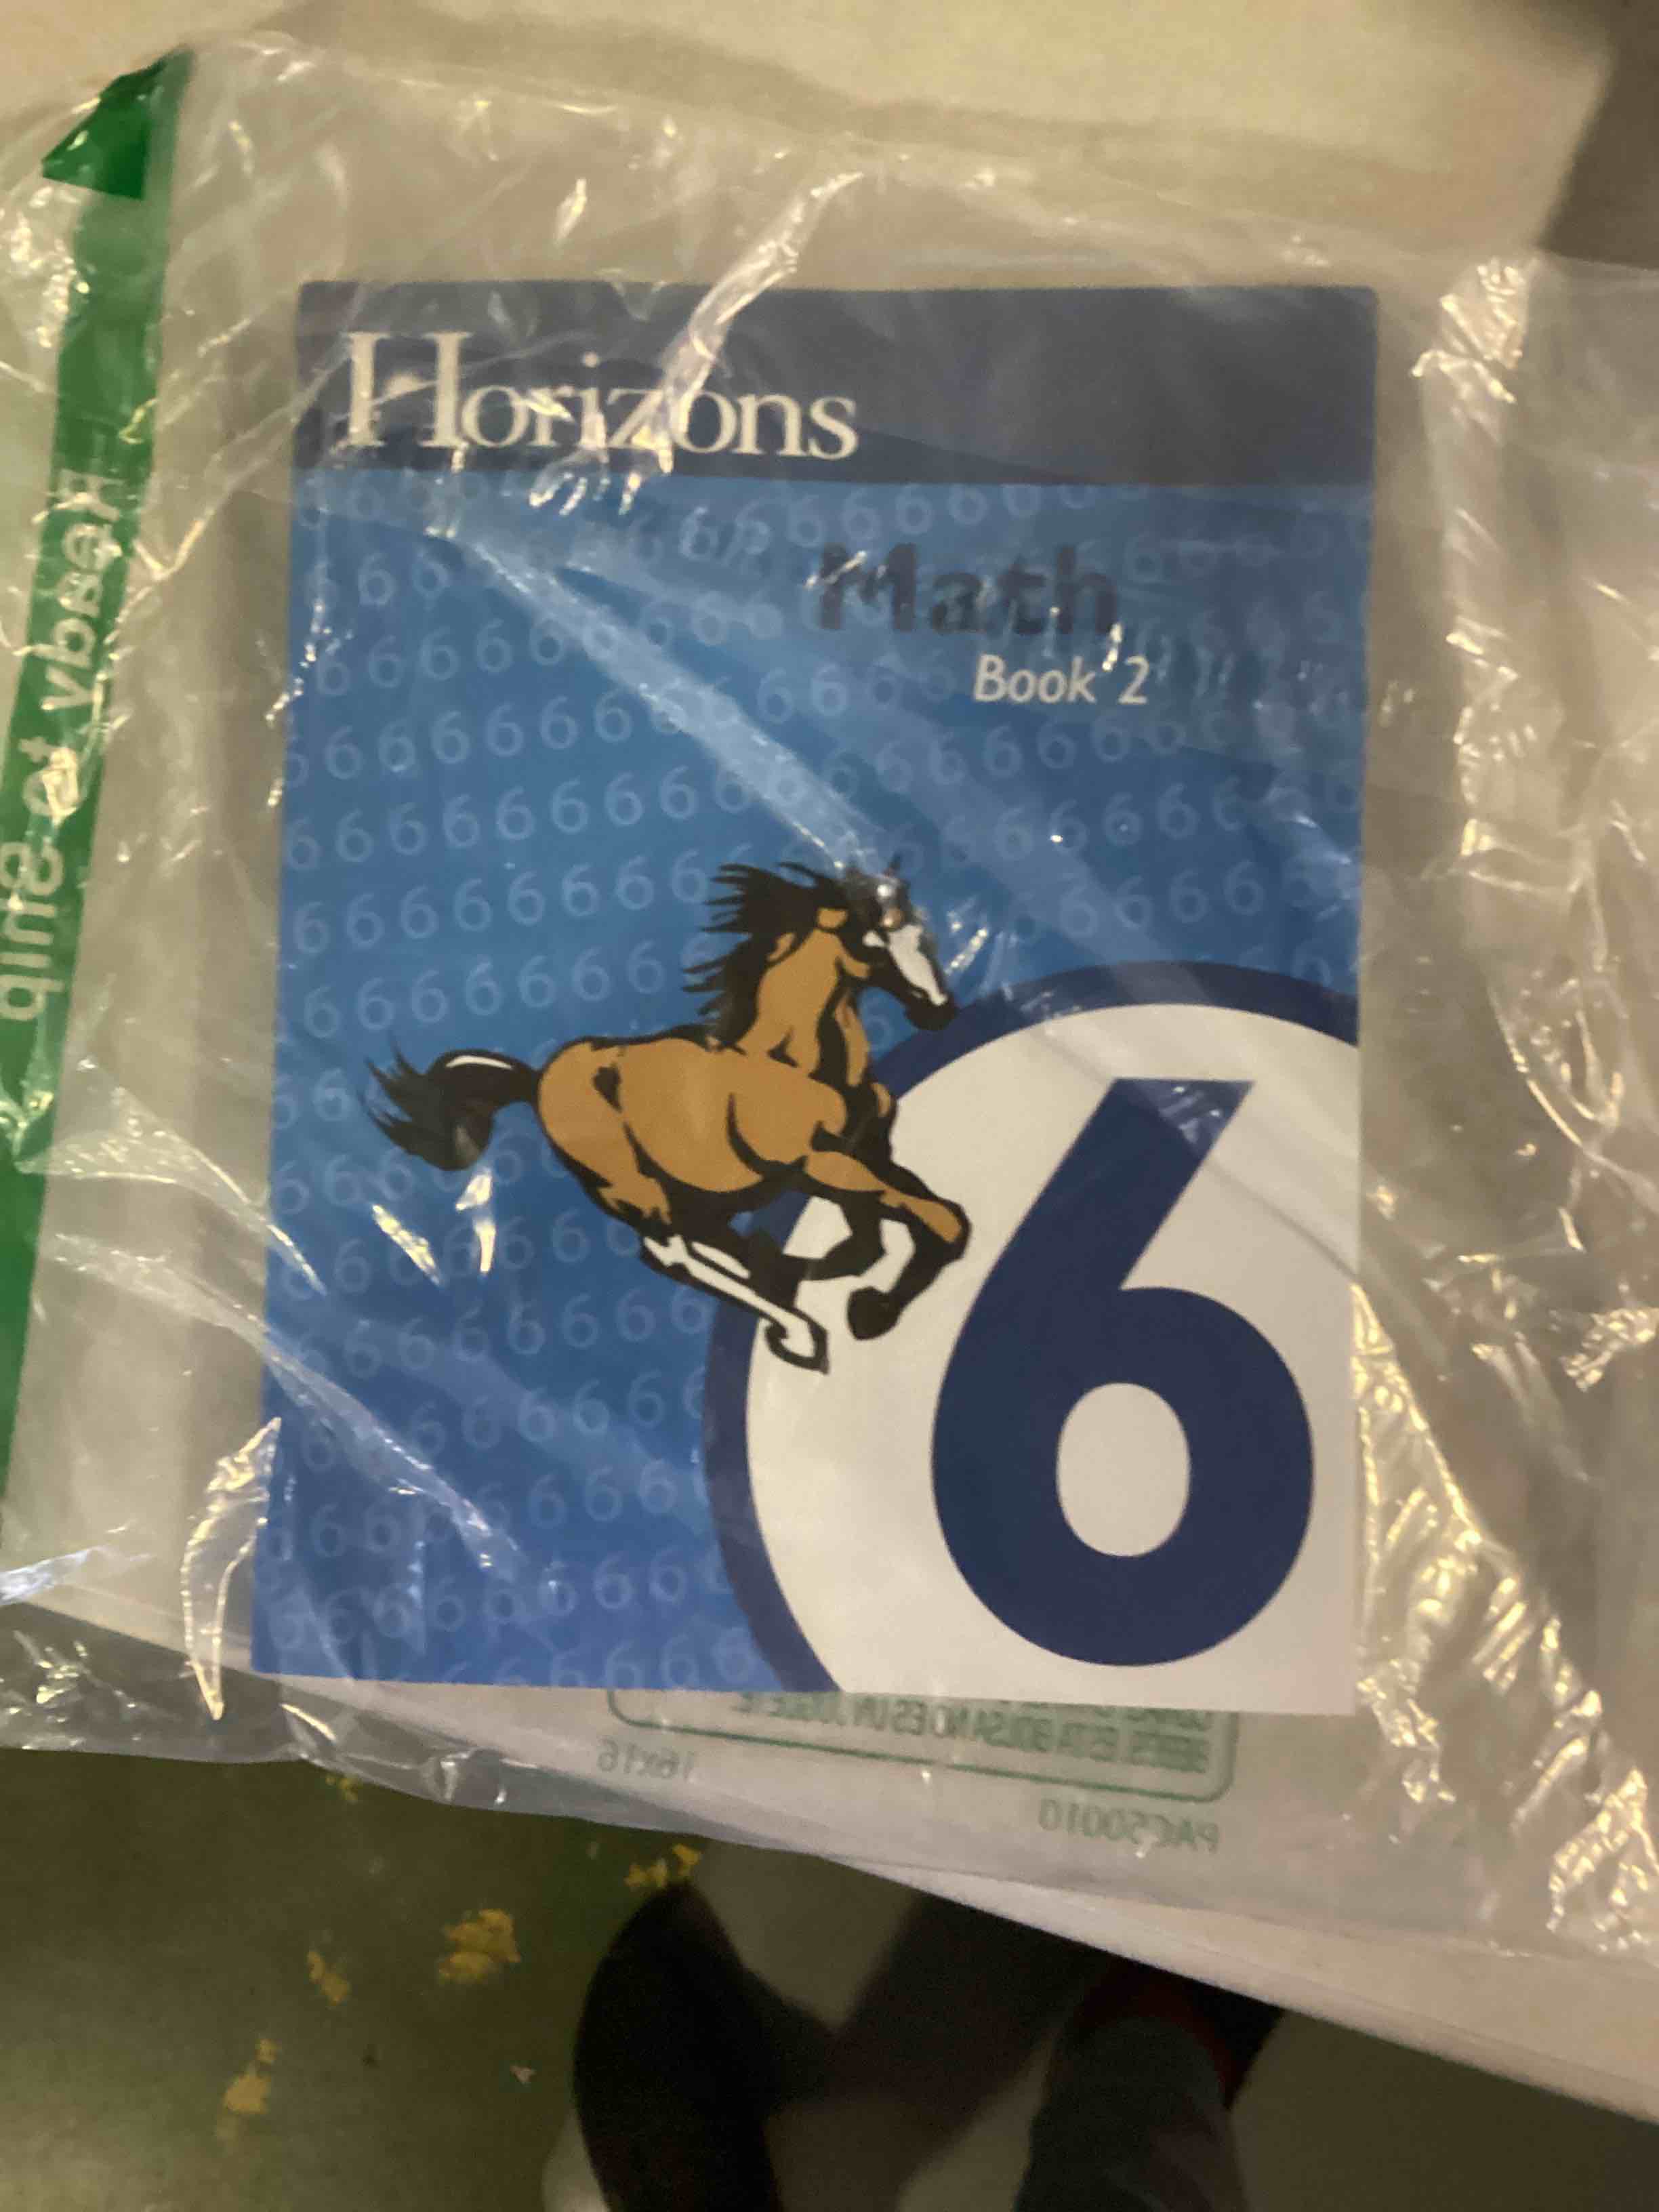 Horizons
Math
Book 2
6
Ready to Ship
16x16
PAC50010